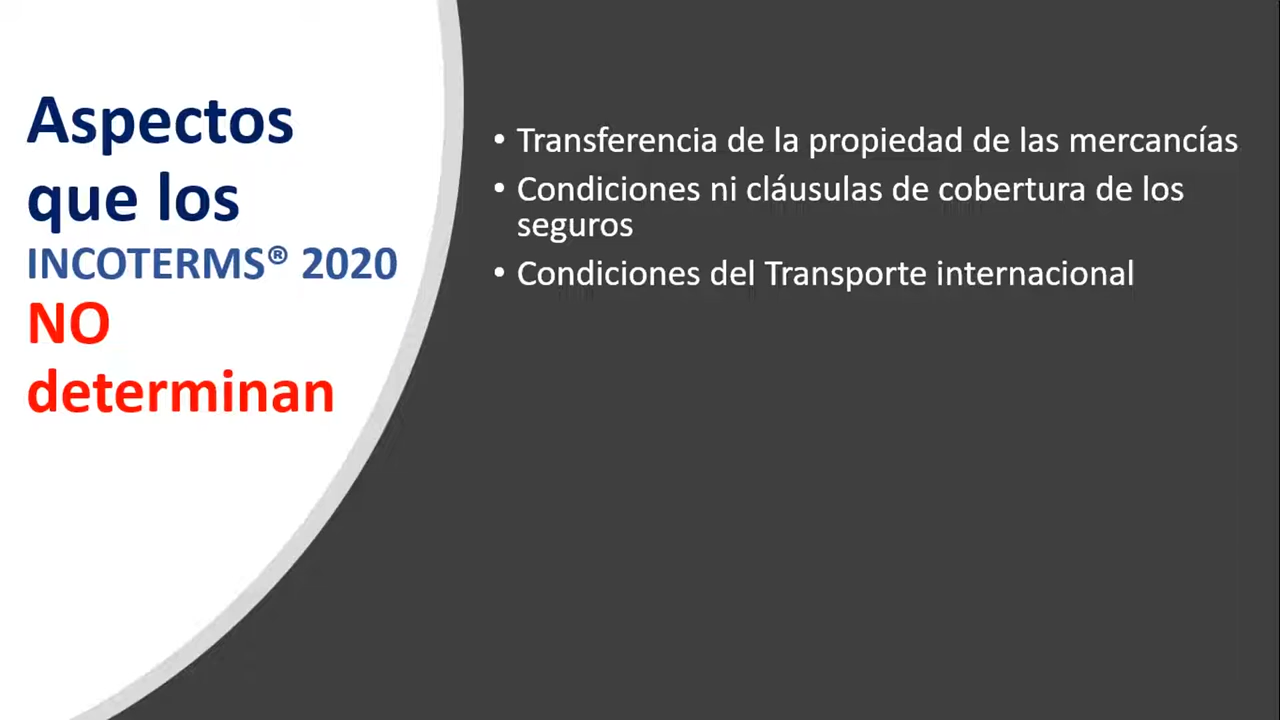 Aspectos
que los
INCOTERMS® 2020
NO
determinan
• Transferencia de la propiedad de las mercancías
• Condiciones ni cláusulas de cobertura de los
seguros
• Condiciones del Transporte internacional